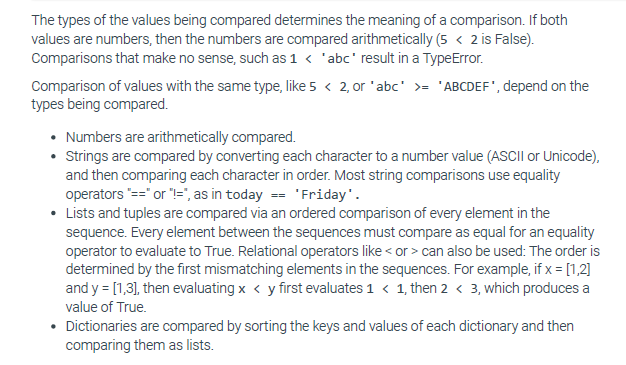 The types of the values being compared determines the meaning of a comparison. If both
values are numbers, then the numbers are compared arithmetically (5 < 2 is False).
Comparisons that make no sense, such as 1 < 'abc' result in a TypeError.
Comparison of values with the same type, like 5 < 2, or 'abc' >= 'ABCDEF', depend on the
types being compared.
• Numbers are arithmetically compared.
• Strings are compared by converting each character to a number value (ASCII or Unicode),
and then comparing each character in order. Most string comparisons use equality
operators "==" or "!=", as in today == 'Friday'.
• Lists and tuples are compared via an ordered comparison of every element in the
sequence. Every element between the sequences must compare as equal for an equality
operator to evaluate to True. Relational operators like < or > can also be used: The order is
determined by the first mismatching elements in the sequences. For example, if x = [1,2]
and y = [1,3], then evaluating x < y first evaluates 1 < 1, then 2 < 3, which produces a
value of True.
• Dictionaries are compared by sorting the keys and values of each dictionary and then
comparing them as lists.